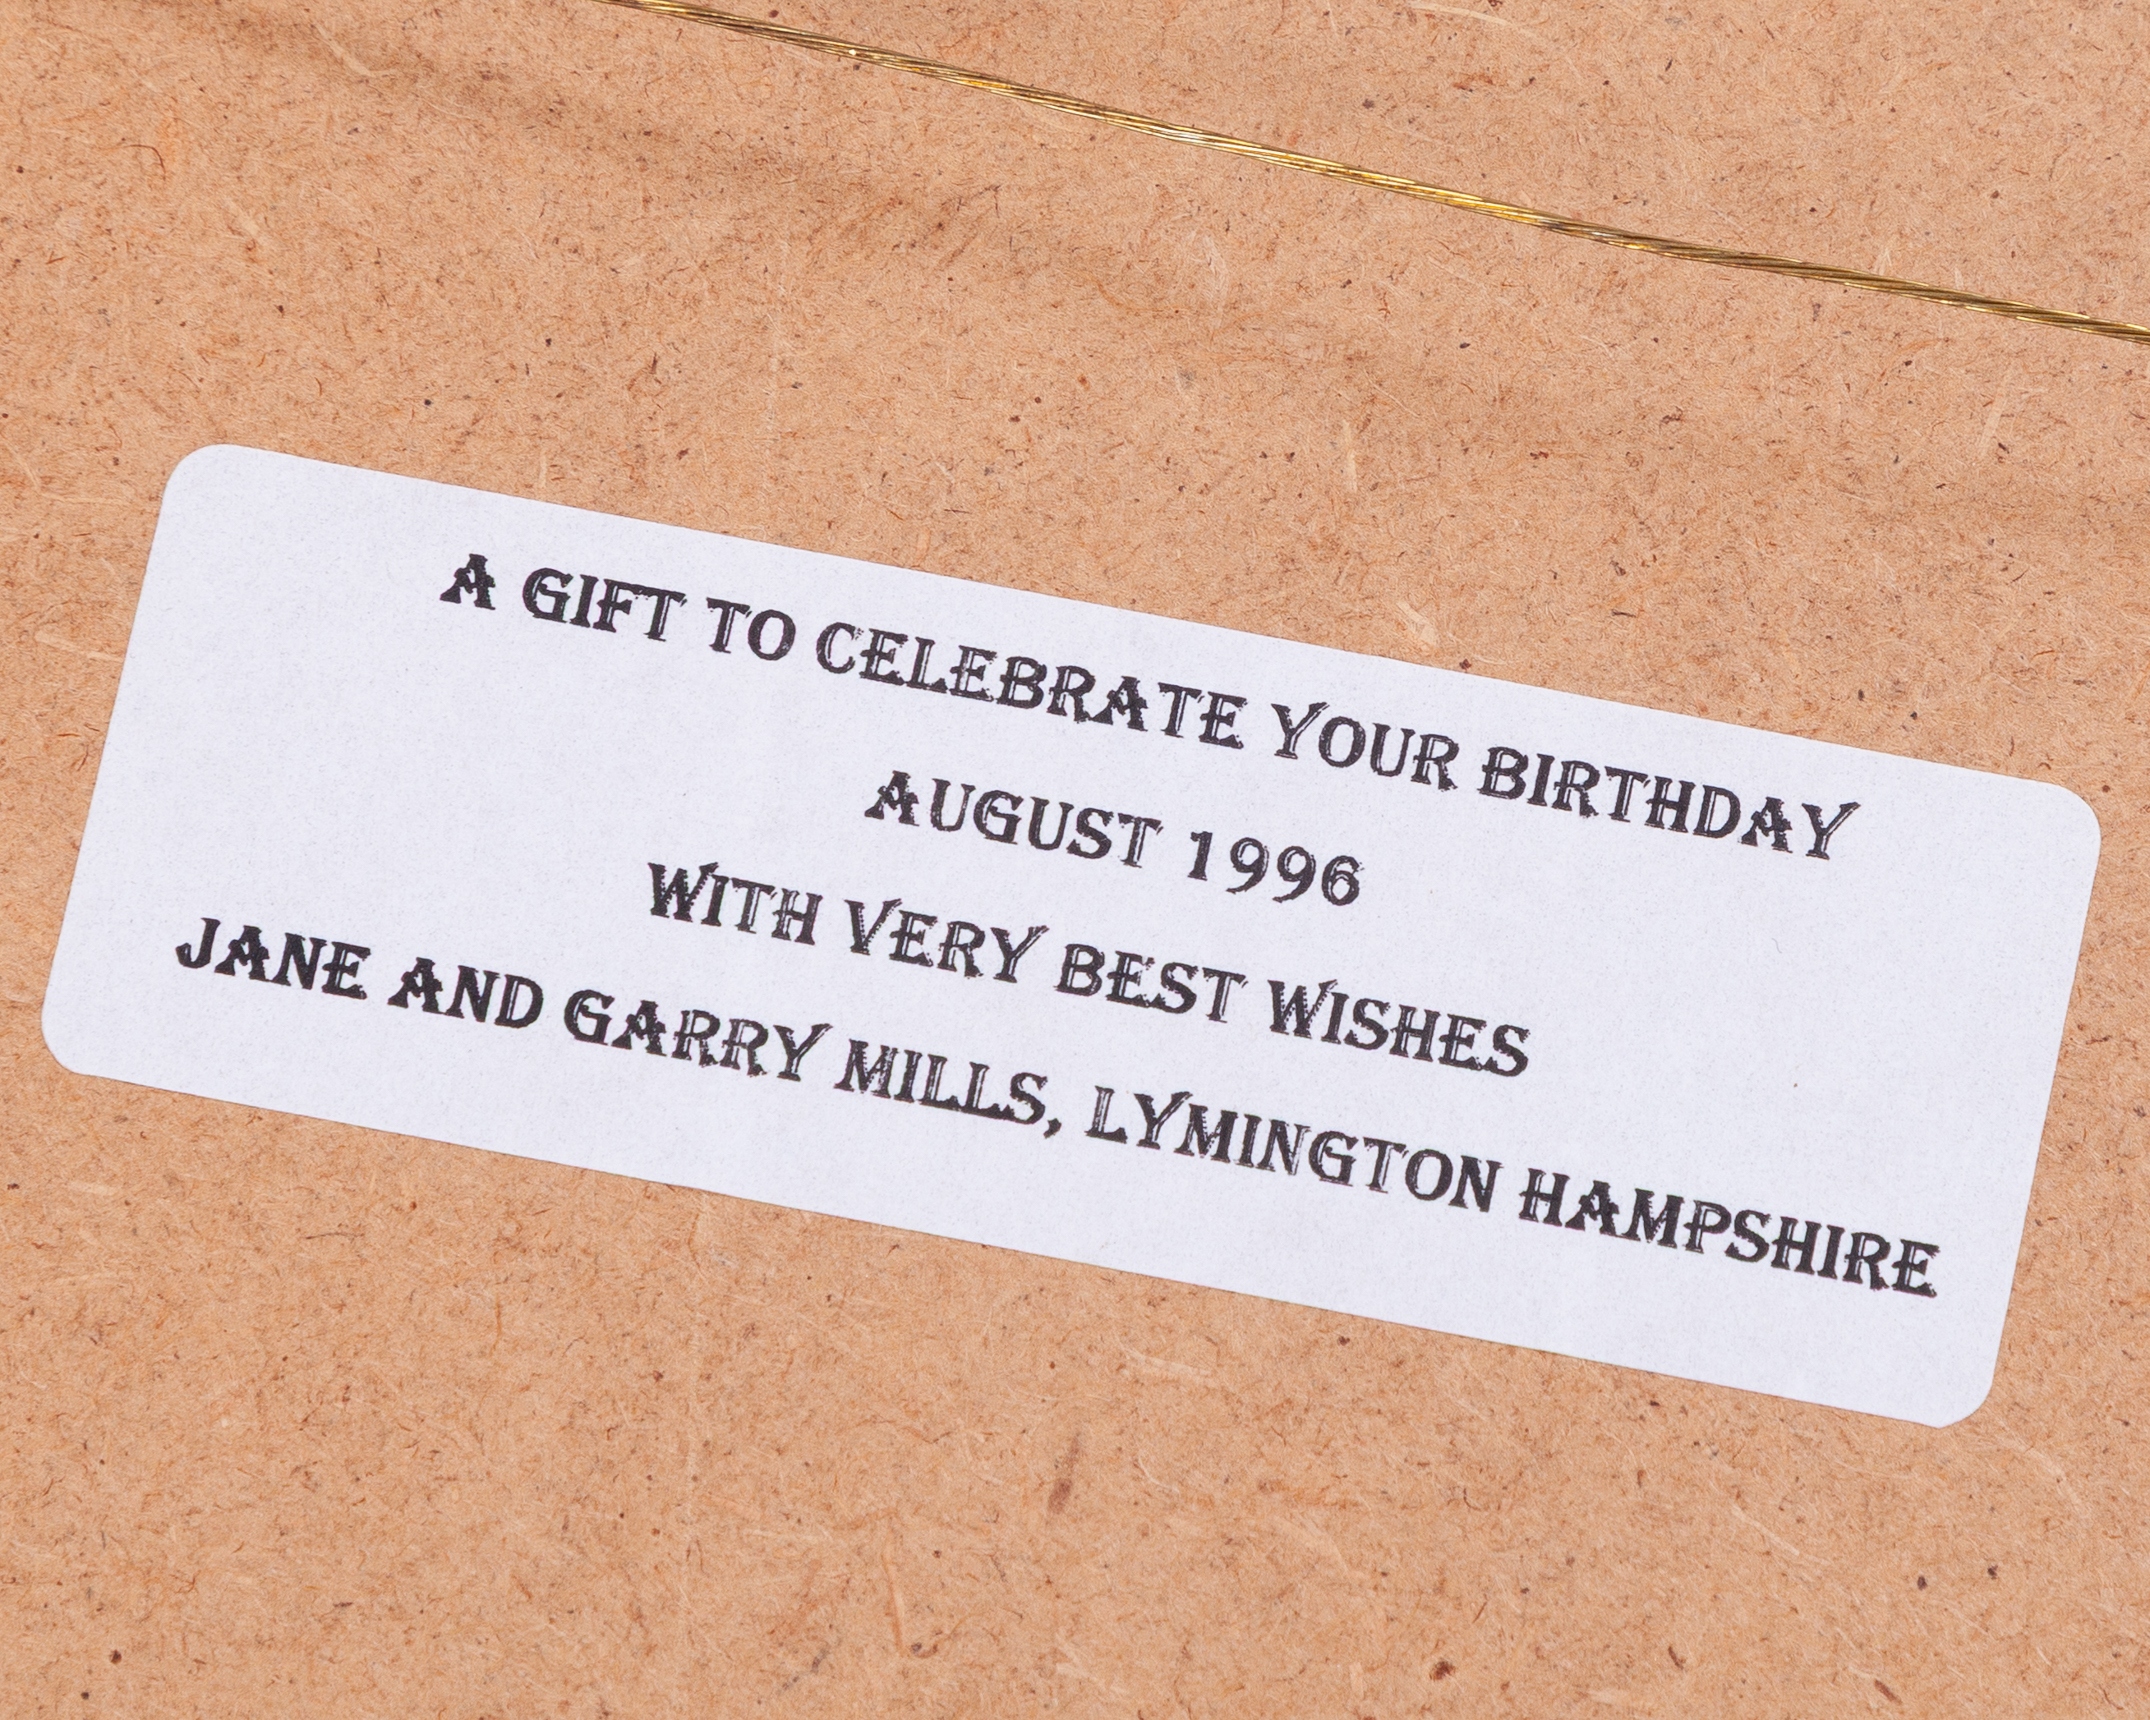 A GIFT TO CELEBRATE YOUR BIRTHDAY
AUGUST 1996
WITH VERY BEST WISHES
JANE AND GARRY MILLS, LYMINGTON HAMPSHIRE